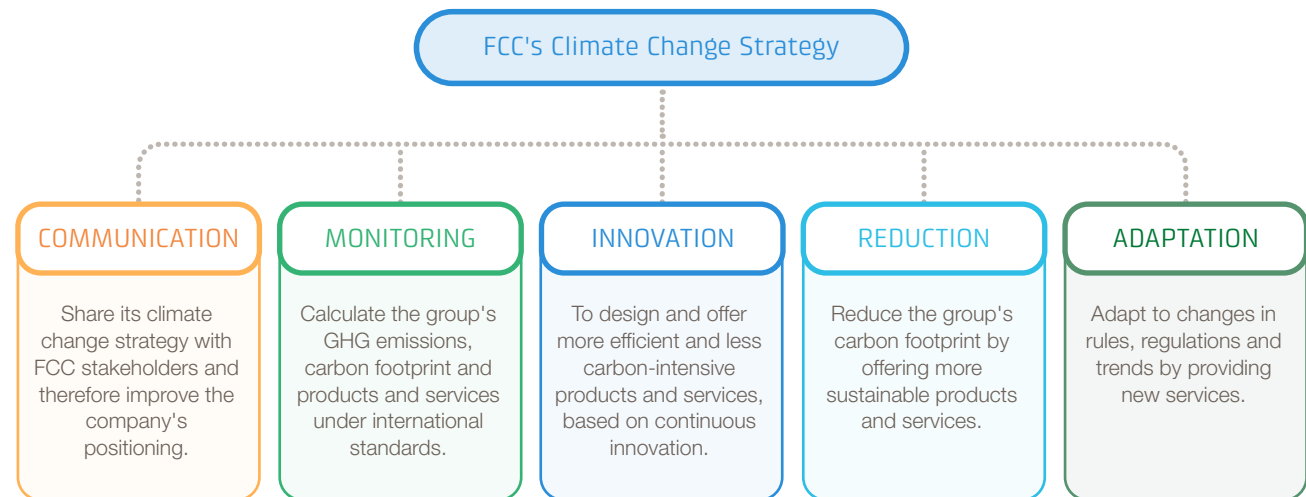 FCC's Climate Change Strategy
COMMUNICATION
Share its climate
change strategy with
FCC stakeholders and
therefore improve the
company's
positioning.
MONITORING
Calculate the group's
GHG emissions,
carbon footprint and
products and services
under international
standards.
INNOVATION
To design and offer
more efficient and less
carbon-intensive
products and services,
based on continuous
innovation.
REDUCTION
Reduce the group's
carbon footprint by
offering more
sustainable products
and services.
ADAPTATION
Adapt to changes in
rules, regulations and
trends by providing
new services.